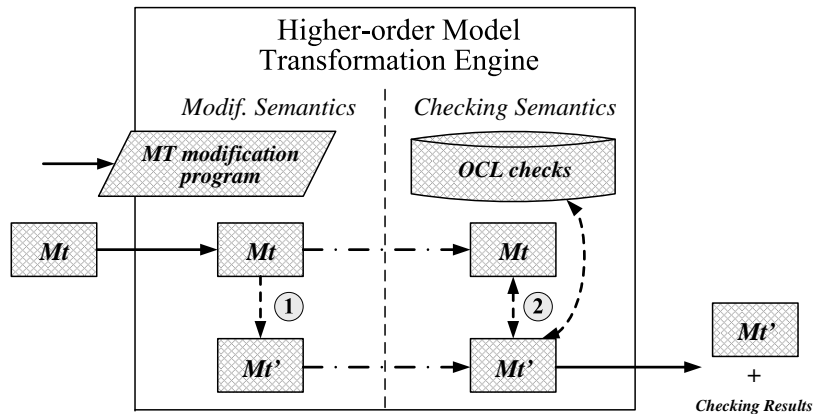 Higher-order Model
Transformation Engine
Modif. Semantics
Checking Semantics
MT modification
program
OCL checks
Mt
Mt
Mt
1
2
Mt’
Mt’
Mt’
+
Checking Results